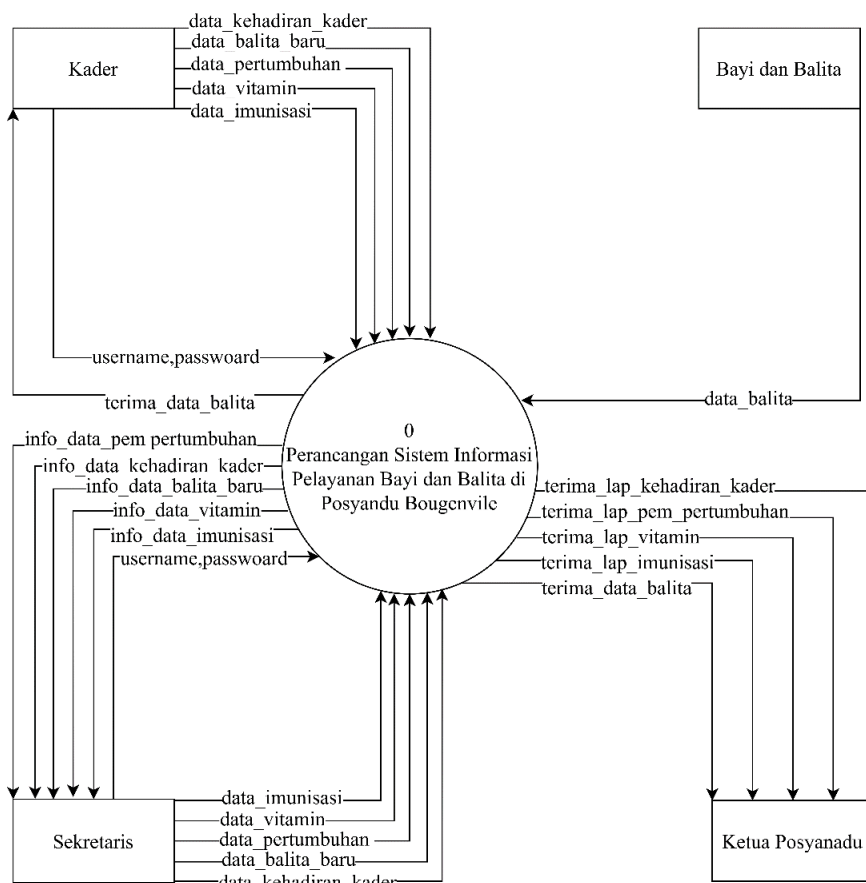 data_kehadiran_kader
data_balita_baru
data_pertumbuhan
data_vitamin
data_imunisasi
Kader
Bayi dan Balita
username,passwoard
terima_data_balita
data_balita
0
Perancangan Sistem Informasi
Pelayanan Bayi dan Balita di
Posyandu Bougenvile
info_data_pem pertumbuhan
info_data_kehadiran_kader
info_data_balita_baru
info_data_vitamin
info_data_imunisasi
username,passwoard
terima_lap_kehadiran_kader
terima_lap_pem_pertumbuhan
terima_lap_vitamin
terima_lap_imunisasi
terima_data_balita
Sekretaris
data_imunisasi
data_vitamin
data_pertumbuhan
data_balita_baru
data_kehadiran_kader
Ketua Posyanadu